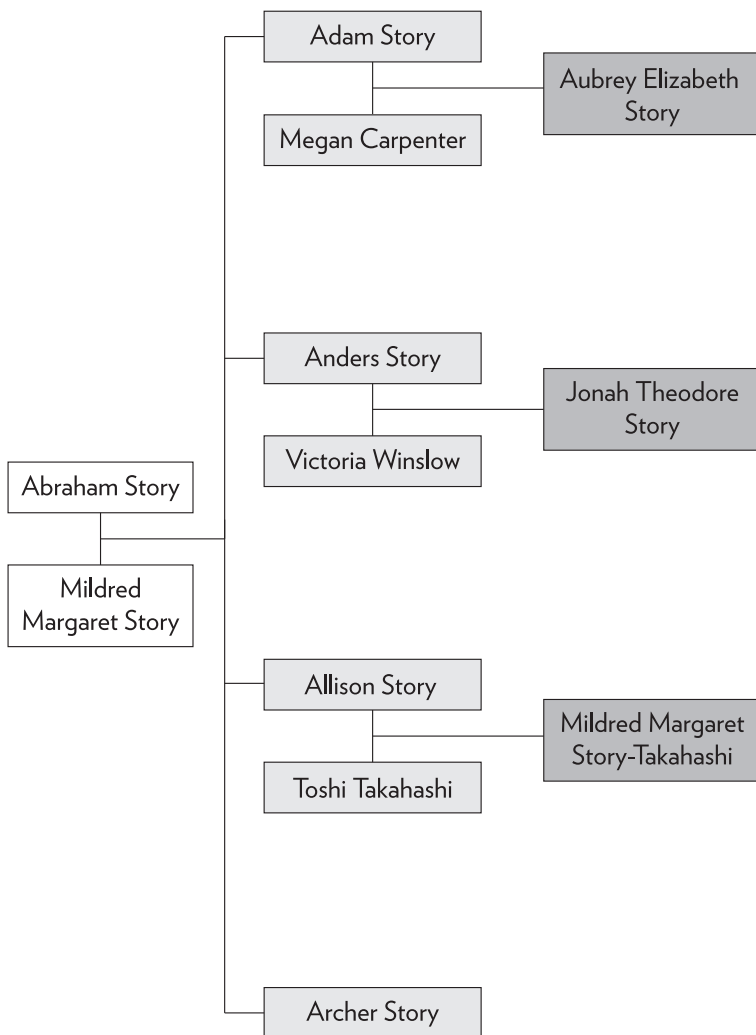 Adam Story
Aubrey Elizabeth
Story
Megan Carpenter
Anders Story
Jonah Theodore
Story
Victoria Winslow
Abraham Story
Mildred
Margaret Story
Allison Story
Mildred Margaret
Story-Takahashi
Toshi Takahashi
Archer Story